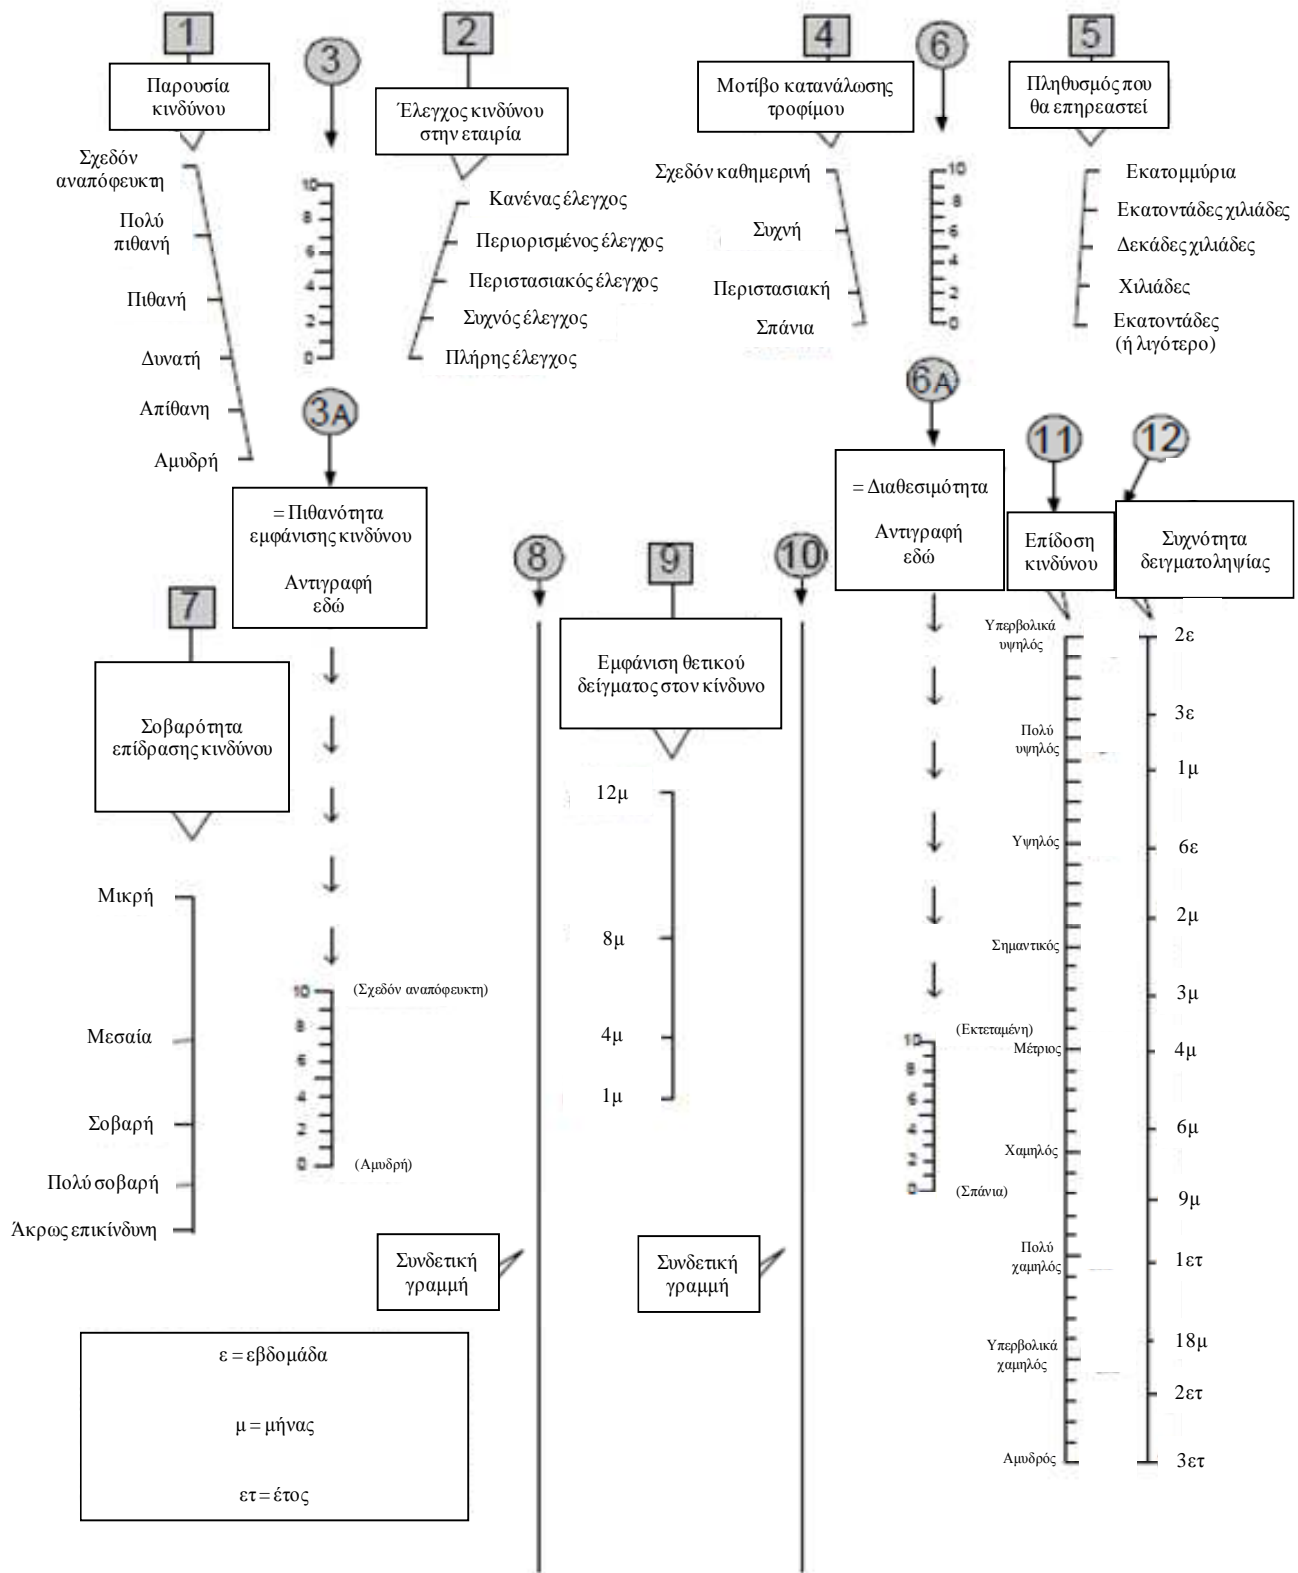 1
3
2
4
6
5
Παρουσία
κινδύνου
Έλεγχος κινδύνου
στην εταιρία
Μοτίβο κατανάλωσης
τροφίμου
Πληθυσμός που
θα επηρεαστεί
Σχεδόν
αναπόφευκτη
Πολύ
πιθανή
Πιθανή
Δυνατή
Απίθανη
Αμυδρή
10
8
6
4
2
0
Κανένας έλεγχος
Περιορισμένος έλεγχος
Περιστασιακός έλεγχος
Συχνός έλεγχος
Πλήρης έλεγχος
Σχεδόν καθημερινή
Συχνή
Περιστασιακή
Σπάνια
10
8
6
4
2
0
Εκατομμύρια
Εκατοντάδες χιλιάδες
Δεκάδες χιλιάδες
Χιλιάδες
Εκατοντάδες
(ή λιγότερο)
3A
= Πιθανότητα
εμφάνισης κινδύνου
Αντιγραφή
εδώ
6A
= Διαθεσιμότητα
Αντιγραφή
εδώ
11
Επίδοση
κινδύνου
12
Συχνότητα
δειγματοληψίας
7
Σοβαρότητα
επίδρασης κινδύνου
Μικρή
Μεσαία
Σοβαρή
Πολύ σοβαρή
Άκρως επικίνδυνη
10
8
6
4
2
0
(Σχεδόν αναπόφευκτη)
(Αμυδρή)
8
Συνδετική
γραμμή
9
Εμφάνιση θετικού
δείγματος στον κίνδυνο
12μ
8μ
4μ
1μ
10
Συνδετική
γραμμή
10
8
6
4
2
0
(Εκτεταμένη)
(Σπάνια)
Υπερβολικά
υψηλός
Πολύ
υψηλός
Υψηλός
Σημαντικός
Μέτριος
Χαμηλός
Πολύ
χαμηλός
Υπερβολικά
χαμηλός
Αμυδρός
2ε
3ε
1μ
6ε
2μ
3μ
4μ
6μ
9μ
1ετ
18μ
2ετ
3ετ
ε = εβδομάδα
μ = μήνας
ετ = έτος